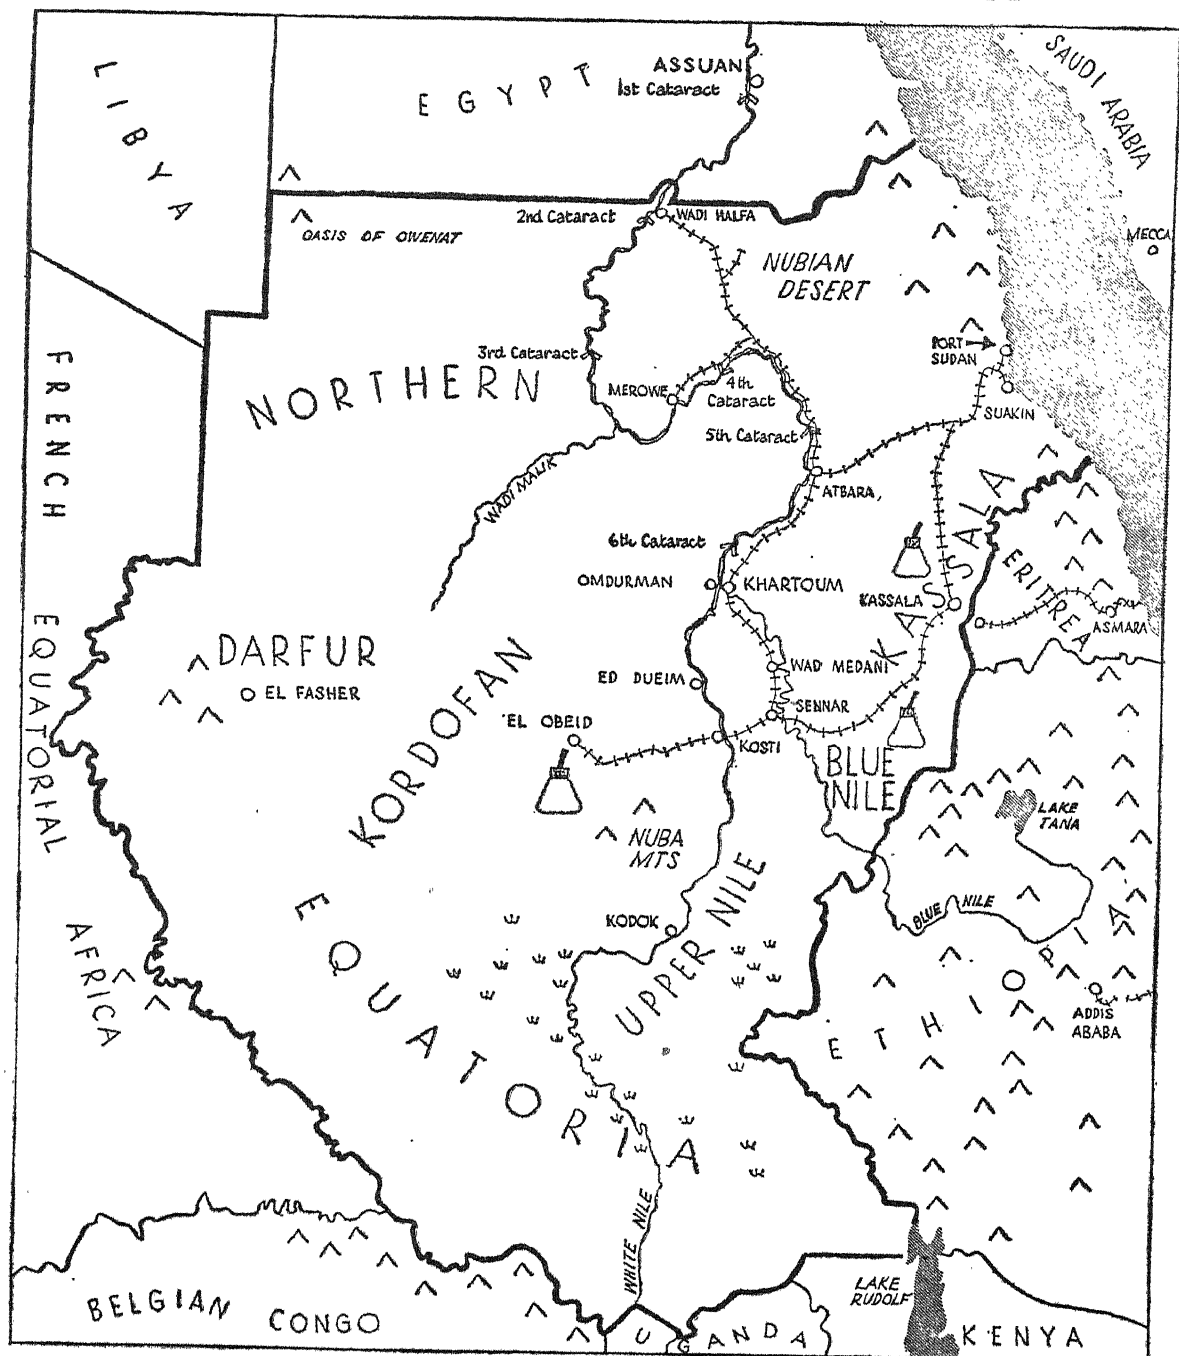 LIBYA
EGYPT
ASSUAN
1st Cataract
SAUDI ARABIA
2nd Cataract
WADI HALFA
OASIS OF OWENAT
MECCA
NUBIAN
DESERT
PORT
SUDAN
3rd Cataract
FRENCH
EQUATORIAL
AFRICA
NORTHERN
MEROWE
4th
Cataract
SUAKIN
5th Cataract
WADI MALIK
ATBARA,
6th Cataract
OMDURMAN
KHARTOUM
KASSALA
KASSALA
ERITREA
ASMARA
DARFUR
EL FASHER
KORDOFAN
ED DUEIM
WAD MEDANI
SENNAR
'EL OBEID
KOSTI
BLUE
NILE
LAKE
TANA
NUBA
MTS
UPPER NILE
KODOK
BLUE NILE
EQUATORIA
ETHIOPIA
ADDIS
ABABA
WHITE NILE
LAKE
RUDOLF
BELGIAN CONGO
UGANDA
KENYA